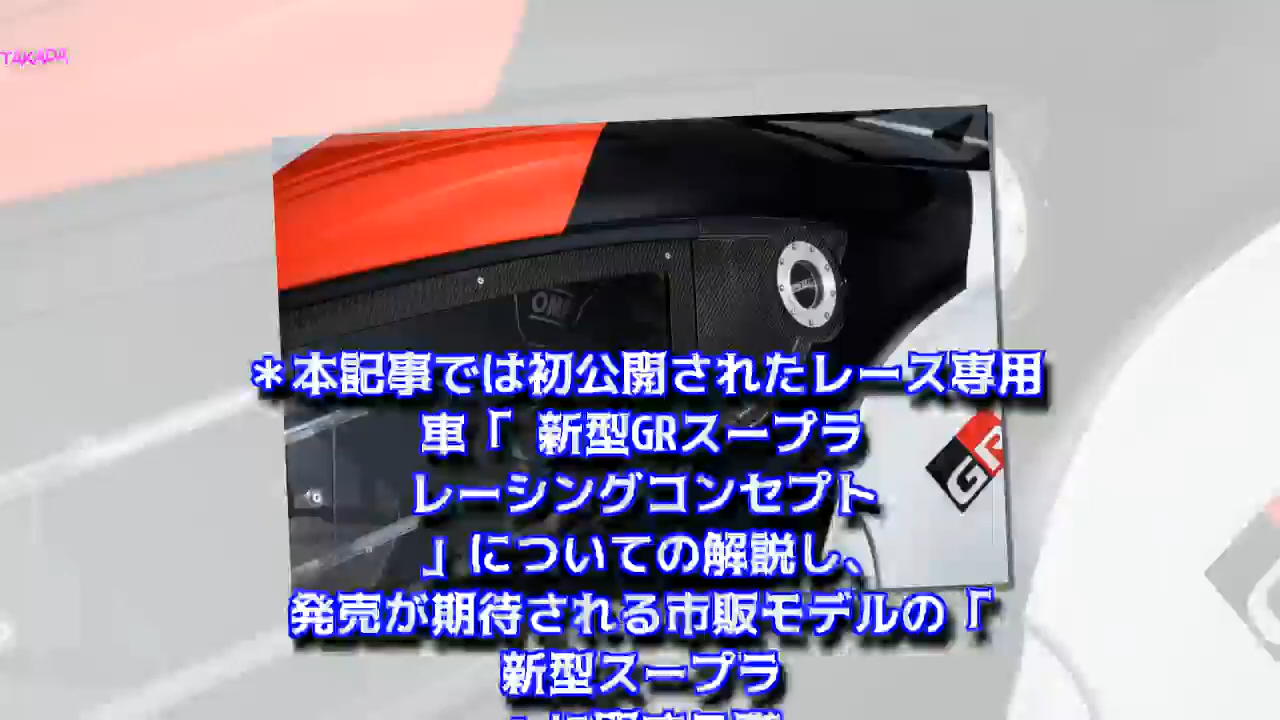 TAKADA
OMP
＊本記事では初公開されたレース専用
車「 新型GRスープラ
レーシングコンセプト
」についての解説し、
発売が期待される市販モデルの「
新型スープラ
GR